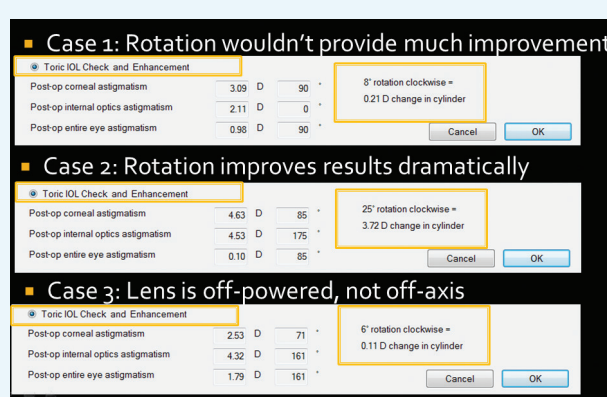 ▪ Case 1: Rotation wouldn't provide much improvement
Toric IOL Check and Enhancement
Post-op corneal astigmatism 3.09 D 90 °
Post-op internal optics astigmatism 2.11 D 0 °
Post-op entire eye astigmatism 0.98 D 90 °
8° rotation clockwise =
0.21 D change in cylinder
Cancel OK
▪ Case 2: Rotation improves results dramatically
Toric IOL Check and Enhancement
Post-op corneal astigmatism 4.63 D 85 °
Post-op internal optics astigmatism 4.53 D 175 °
Post-op entire eye astigmatism 0.10 D 85 °
25° rotation clockwise =
3.72 D change in cylinder
Cancel OK
▪ Case 3: Lens is off-powered, not off-axis
Toric IOL Check and Enhancement
Post-op corneal astigmatism 2.53 D 71 °
Post-op internal optics astigmatism 4.32 D 161 °
Post-op entire eye astigmatism 1.79 D 161 °
6° rotation clockwise =
0.11 D change in cylinder
Cancel OK